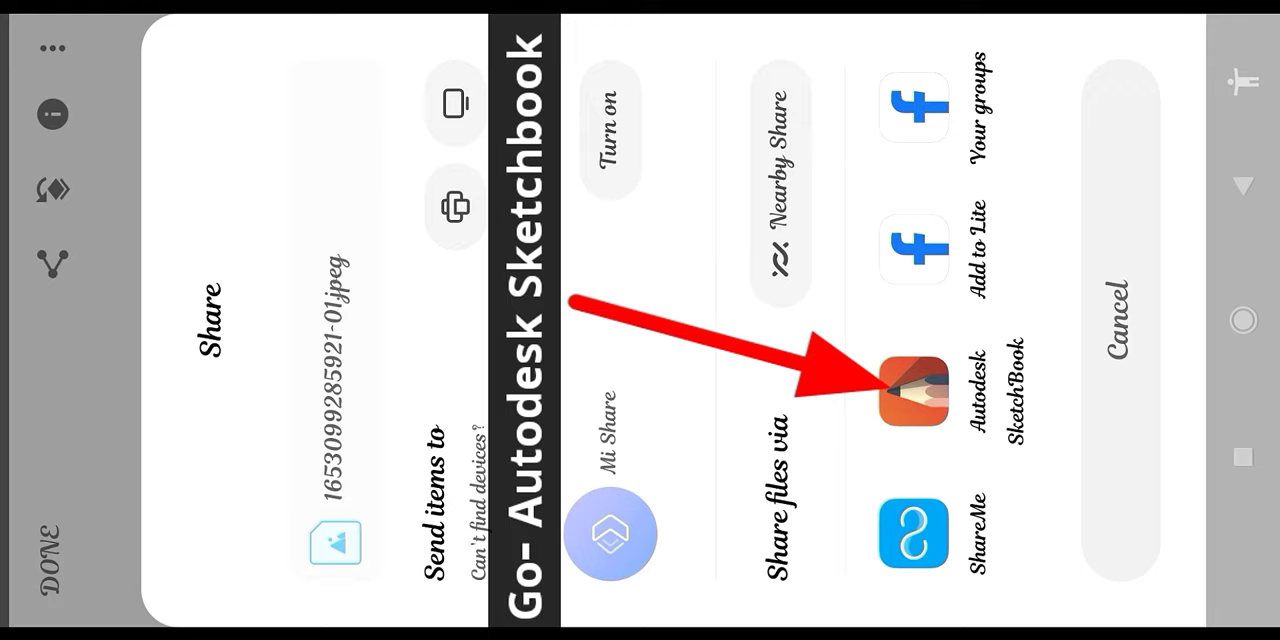 DONE
Share
1653099285921-01.jpeg
Send items to
Can't find devices?
Go- Autodesk Sketchbook
Mi Share
Turn on
Share files via
Nearby Share
ShareMe
Autodesk
SketchBook
Add to Lite
Your groups
Cancel